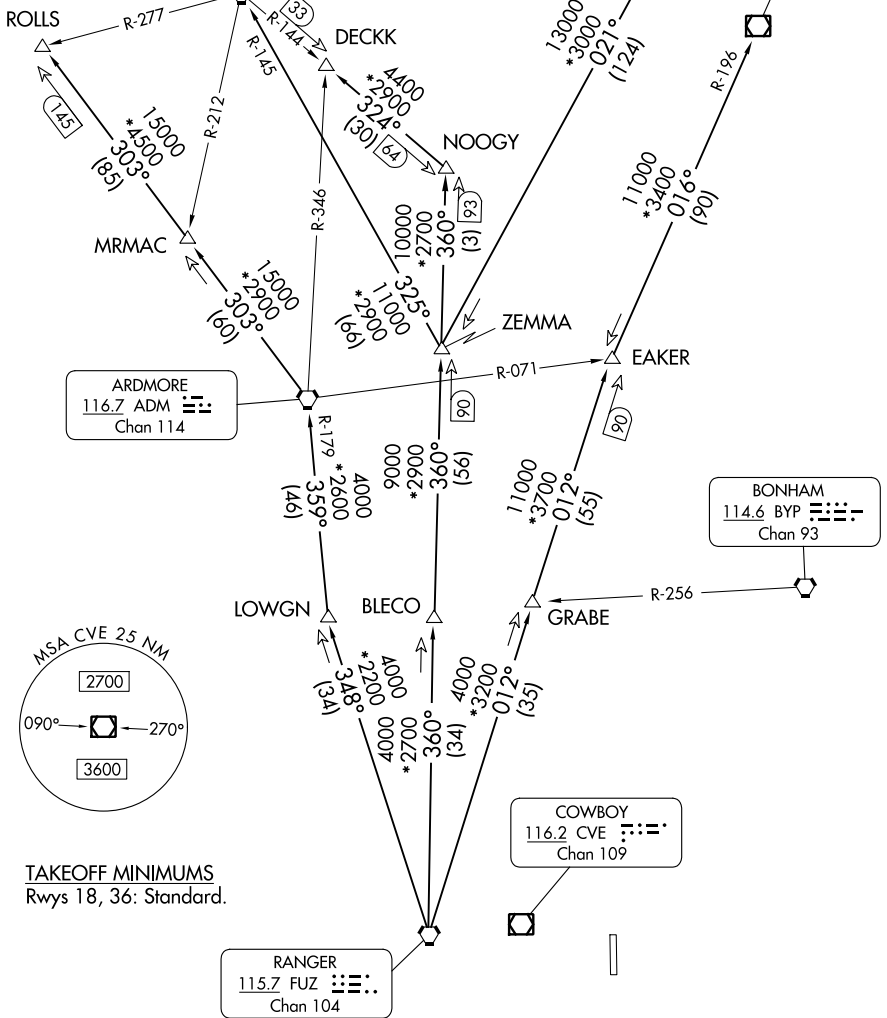 ROLLS
R-277
33
R-144
DECKK
R-145
13000
*3000
021°
(124)
R-196
145
15000
*4500
303°
(85)
R-212
4400
*2900
324°
(30)
64
NOOGY
R-346
93
10000
*2700
360°
(3)
11000
*3400
016°
(90)
MRMAC
15000
*2900
303°
(60)
325°
11000
*2900
(66)
ZEMMA
EAKER
R-071
ARDMORE
116.7 ADM
Chan 114
90
90
R-179
4000
*2600
359°
(46)
9000
*2900
360°
(56)
11000
*3700
012°
(55)
BONHAM
114.6 BYP
Chan 93
R-256
LOWGN
BLECO
GRABE
MSA CVE 25 NM
2700
090°
270°
3600
4000
*2200
348°
(34)
4000
*2700
360°
(34)
4000
*3200
012°
(35)
COWBOY
116.2 CVE
Chan 109
TAKEOFF MINIMUMS
Rwys 18, 36: Standard.
RANGER
115.7 FUZ
Chan 104